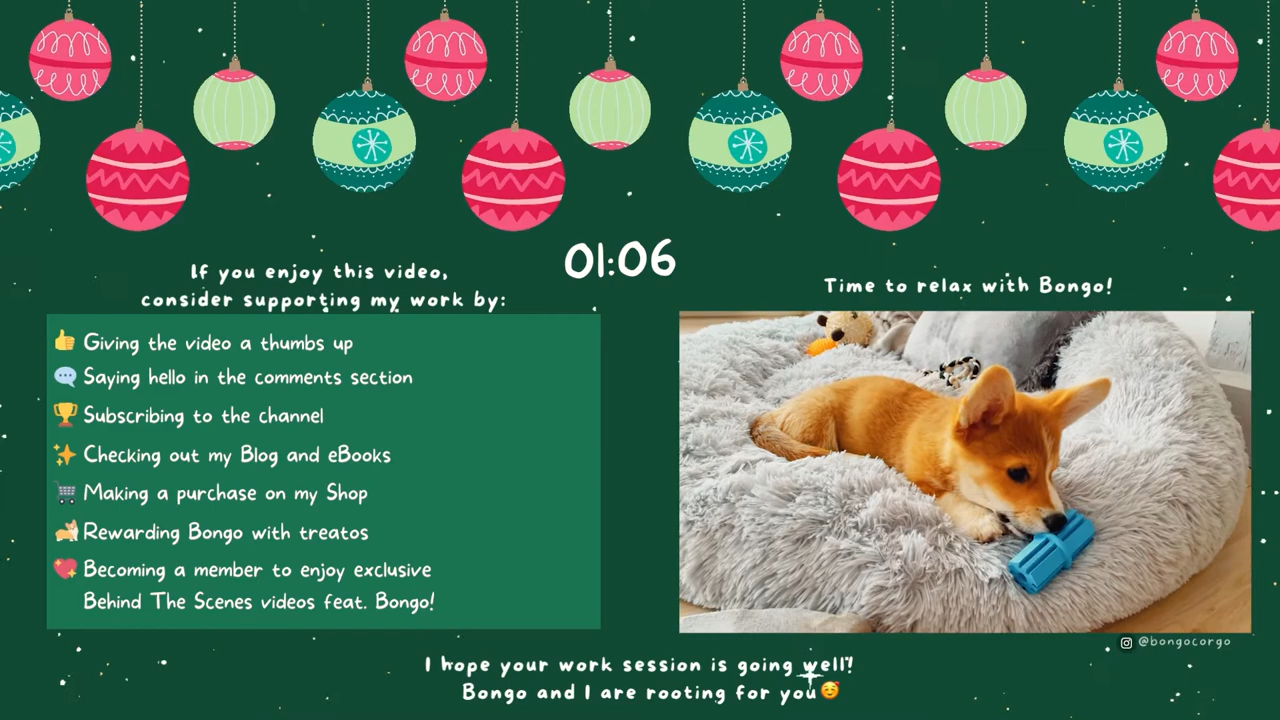 01:06
If you enjoy this video,
consider supporting my work by:
👍 Giving the video a thumbs up
💬 Saying hello in the comments section
🏆 Subscribing to the channel
✨ Checking out my Blog and eBooks
🛒 Making a purchase on my Shop
🐕 Rewarding Bongo with treatos
💖 Becoming a member to enjoy exclusive
Behind The Scenes videos feat. Bongo!
Time to relax with Bongo!
@bongocorgo
I hope your work session is going well!
Bongo and I are rooting for you🥰